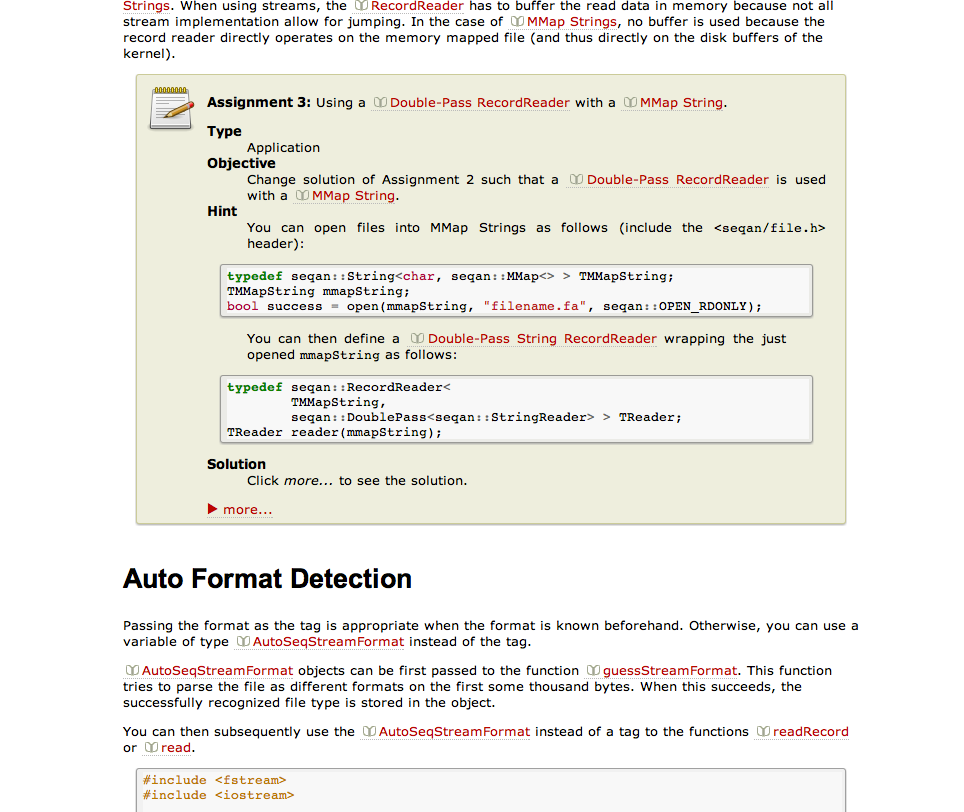 Strings. When using streams, the RecordReader has to buffer the read data in memory because not all
stream implementation allow for jumping. In the case of MMap Strings, no buffer is used because the
record reader directly operates on the memory mapped file (and thus directly on the disk buffers of the
kernel).
Assignment 3: Using a Double-Pass RecordReader with a MMap String.
Type
Application
Objective
Change solution of Assignment 2 such that a Double-Pass RecordReader is used
with a MMap String.
Hint
You can open files into MMap Strings as follows (include the <seqan/file.h>
header):
typedef seqan::String<char, seqan::MMap<> > TMMapString;
TMMapString mmapString;
bool success = open(mmapString, "filename.fa", seqan::OPEN_RDONLY);
You can then define a Double-Pass String RecordReader wrapping the just
opened mmapString as follows:
typedef seqan::RecordReader<
TMMapString,
seqan::DoublePass<seqan::StringReader> > TReader;
TReader reader(mmapString);
Solution
Click more... to see the solution.
more...
Auto Format Detection
Passing the format as the tag is appropriate when the format is known beforehand. Otherwise, you can use a
variable of type AutoSeqStreamFormat instead of the tag.
AutoSeqStreamFormat objects can be first passed to the function guessStreamFormat. This function
tries to parse the file as different formats on the first some thousand bytes. When this succeeds, the
successfully recognized file type is stored in the object.
You can then subsequently use the AutoSeqStreamFormat instead of a tag to the functions readRecord
or read.
#include <fstream>
#include <iostream>